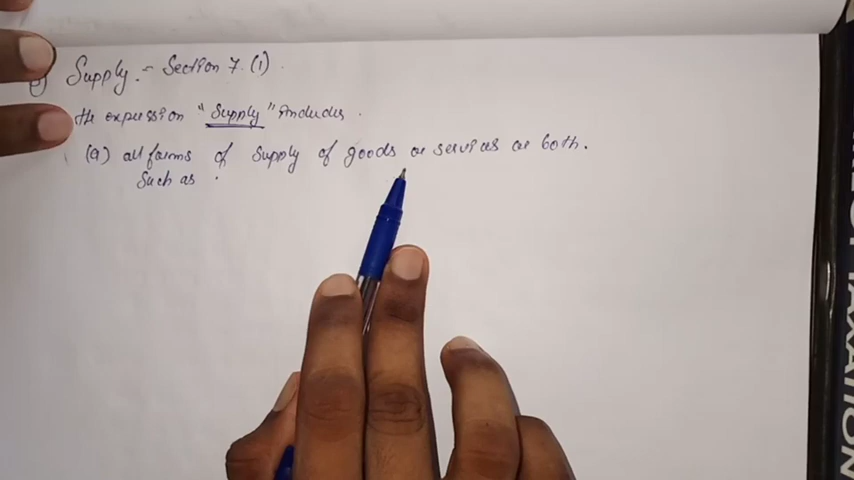 Supply :- Section 7 (1).
the expression "Supply" includes.
(a) all forms of Supply of goods or services or both.
Such as
TAXATION